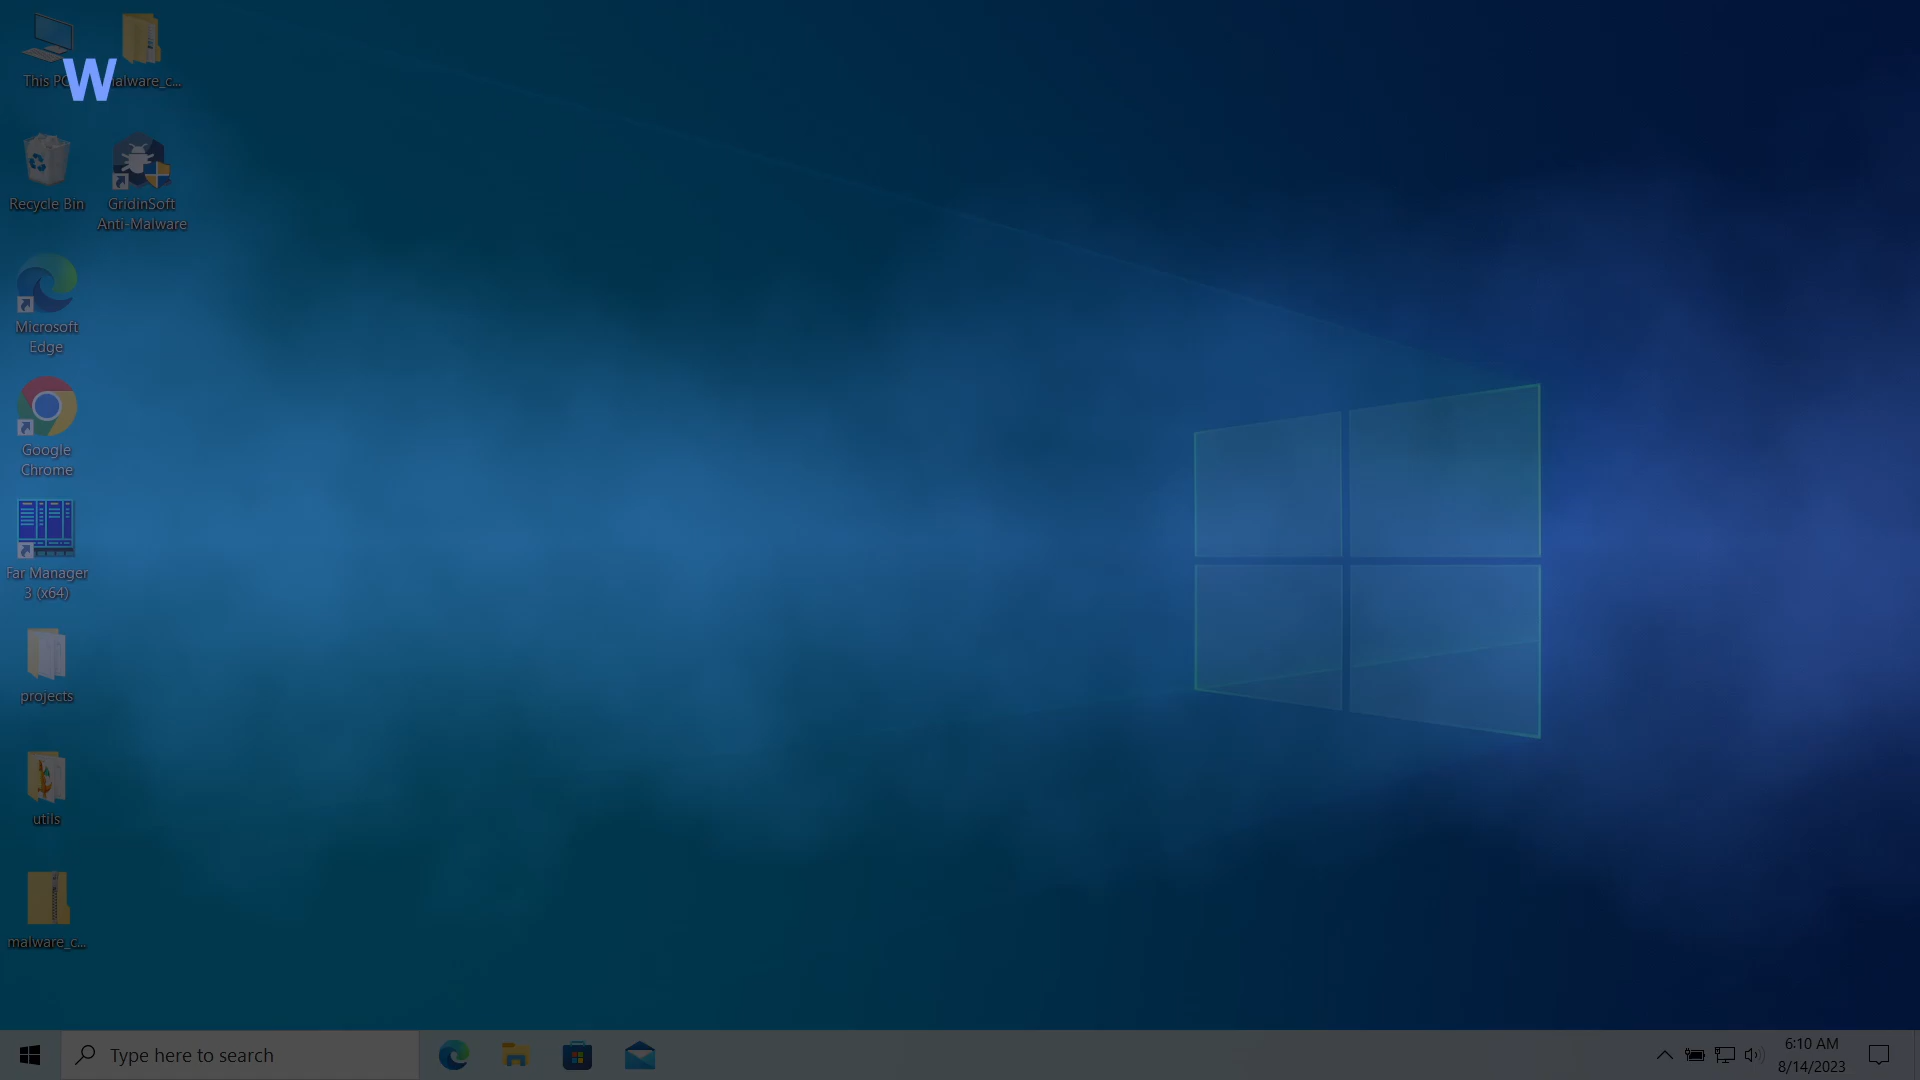 This PC
W
malware_c...
Recycle Bin
GridinSoft
Anti-Malware
Microsoft
Edge
Google
Chrome
Far Manager
3 (x64)
projects
utils
malware_c...
Type here to search
6:10 AM
8/14/2023